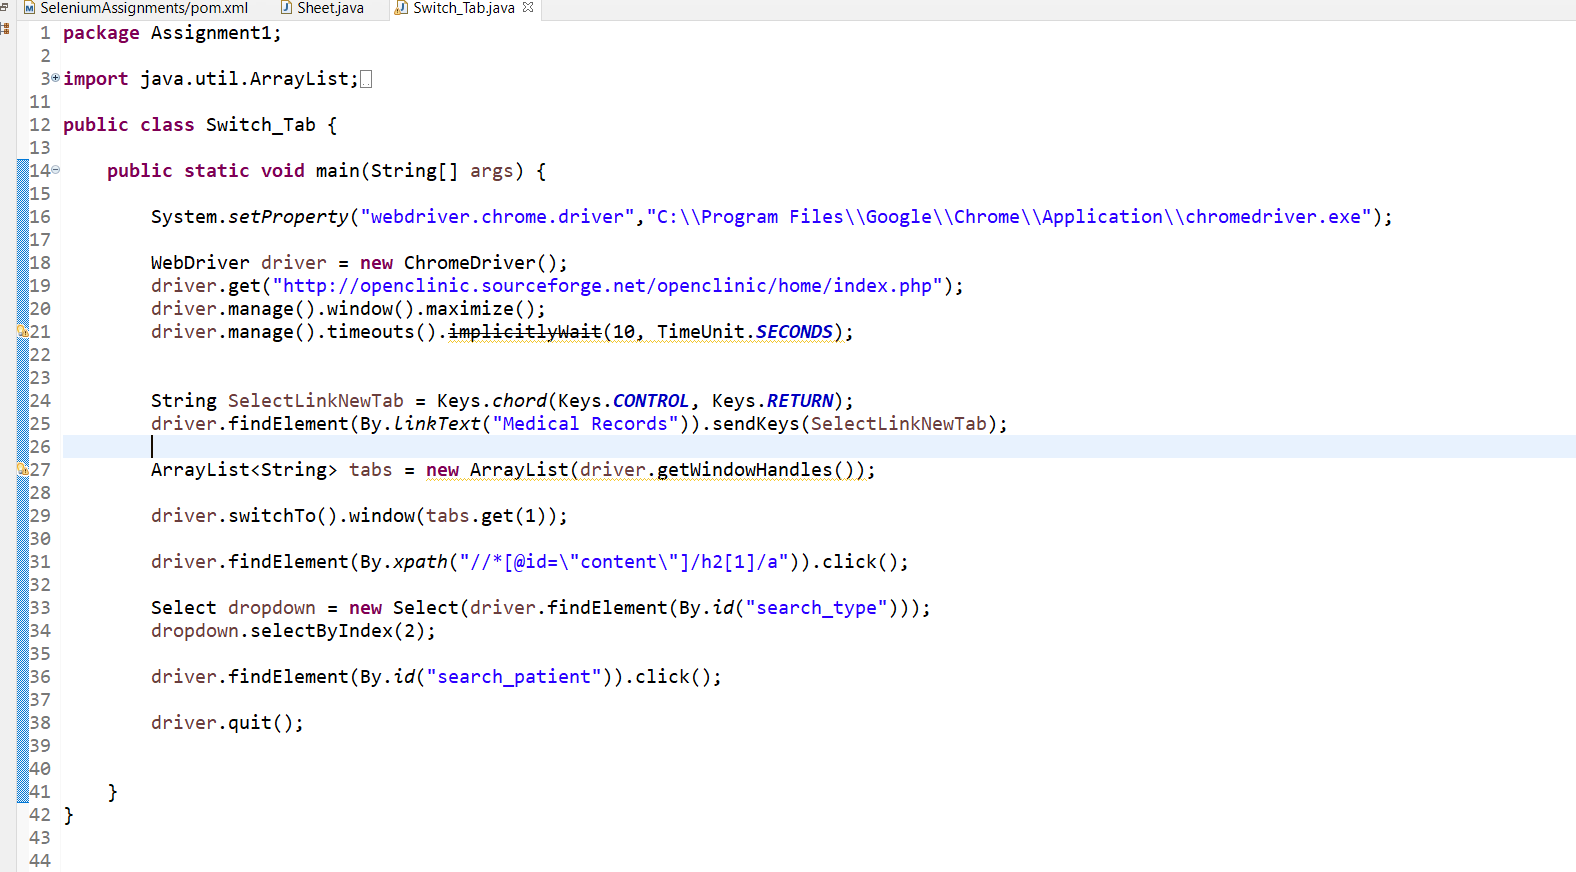 SeleniumAssignments/pom.xml Sheet.java Switch_Tab.java
1 package Assignment1;
2
3 import java.util.ArrayList;
11
12 public class Switch_Tab {
13
14 public static void main(String[] args) {
15
16 System.setProperty("webdriver.chrome.driver","C:\\Program Files\\Google\\Chrome\\Application\\chromedriver.exe");
17
18 WebDriver driver = new ChromeDriver();
19 driver.get("http://openclinic.sourceforge.net/openclinic/home/index.php");
20 driver.manage().window().maximize();
21 driver.manage().timeouts().implicitlyWait(10, TimeUnit.SECONDS);
22
23
24 String SelectLinkNewTab = Keys.chord(Keys.CONTROL, Keys.RETURN);
25 driver.findElement(By.linkText("Medical Records")).sendKeys(SelectLinkNewTab);
26
27 ArrayList<String> tabs = new ArrayList(driver.getWindowHandles());
28
29 driver.switchTo().window(tabs.get(1));
30
31 driver.findElement(By.xpath("//*[@id=\"content\"]/h2[1]/a")).click();
32
33 Select dropdown = new Select(driver.findElement(By.id("search_type")));
34 dropdown.selectByIndex(2);
35
36 driver.findElement(By.id("search_patient")).click();
37
38 driver.quit();
39
40
41 }
42 }
43
44